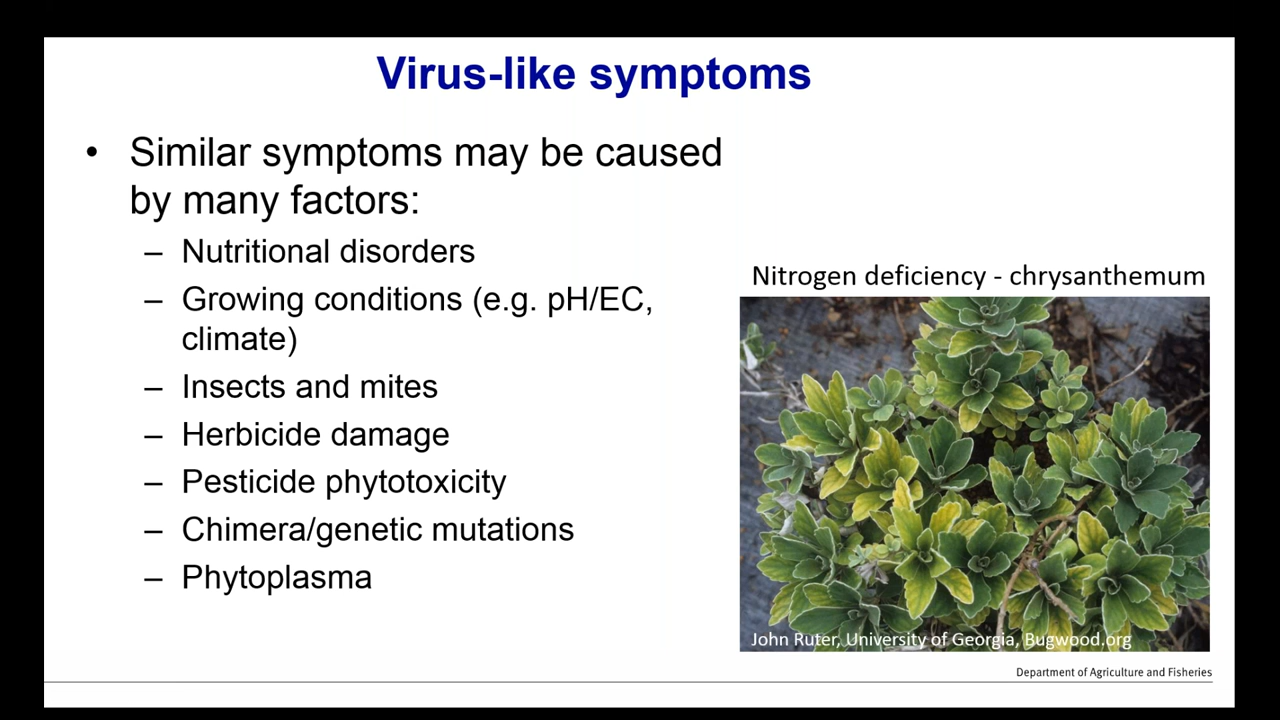 Virus-like symptoms
• Similar symptoms may be caused
by many factors:
– Nutritional disorders
– Growing conditions (e.g. pH/EC,
climate)
– Insects and mites
– Herbicide damage
– Pesticide phytotoxicity
– Chimera/genetic mutations
– Phytoplasma
Nitrogen deficiency - chrysanthemum
John Ruter, University of Georgia, Bugwood.org
Department of Agriculture and Fisheries